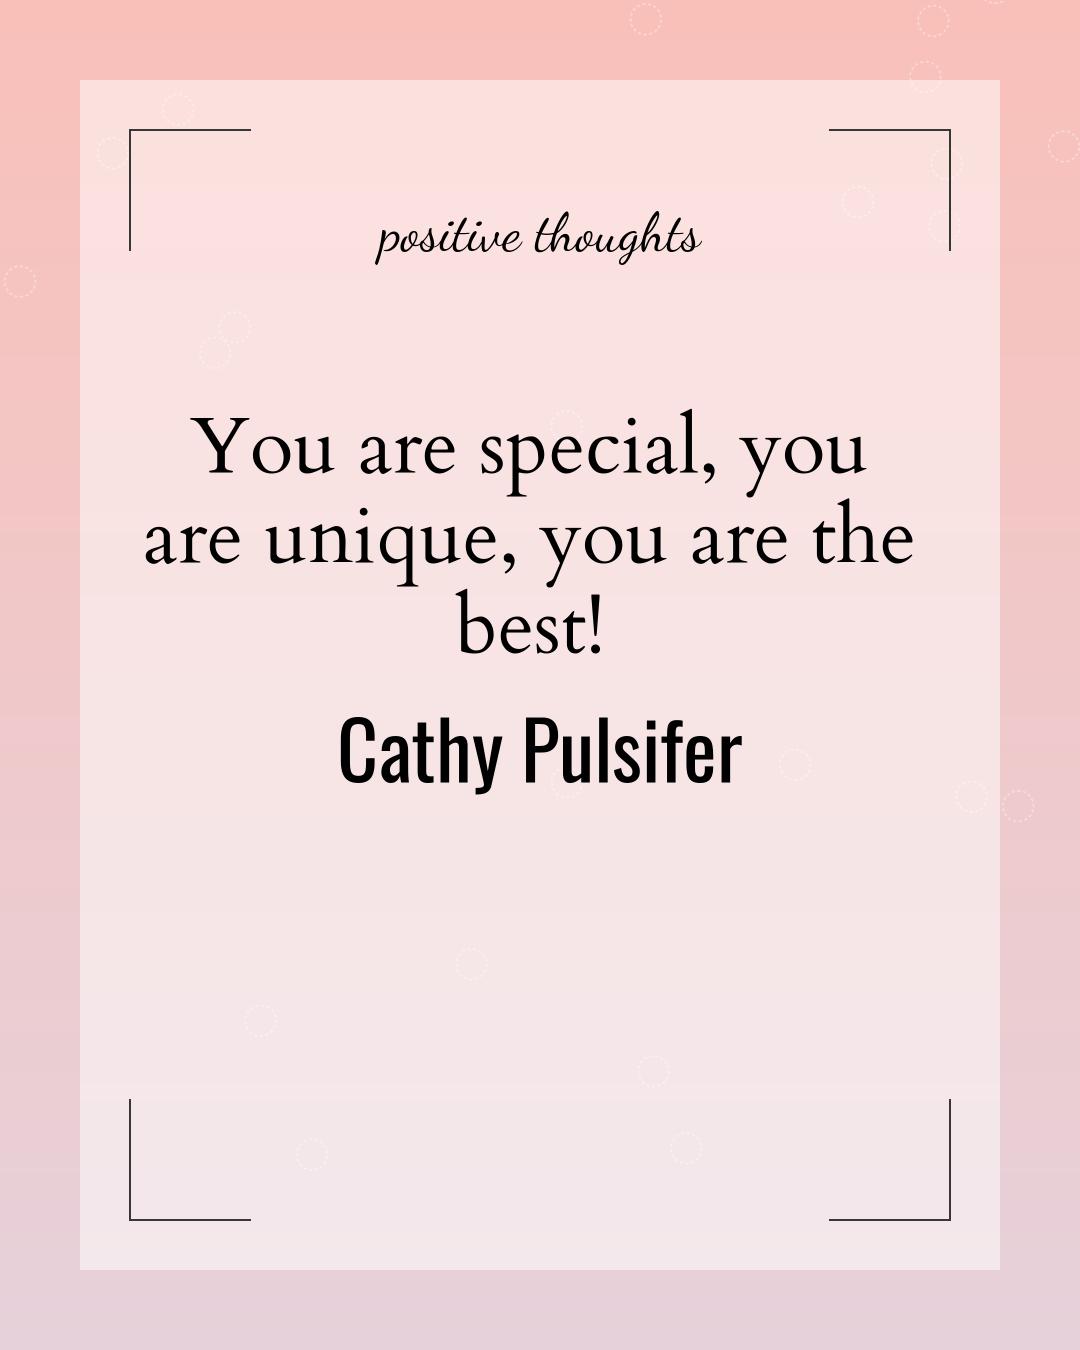 positive thoughts
You are special, you
are unique, you are the
best!
Cathy Pulsifer